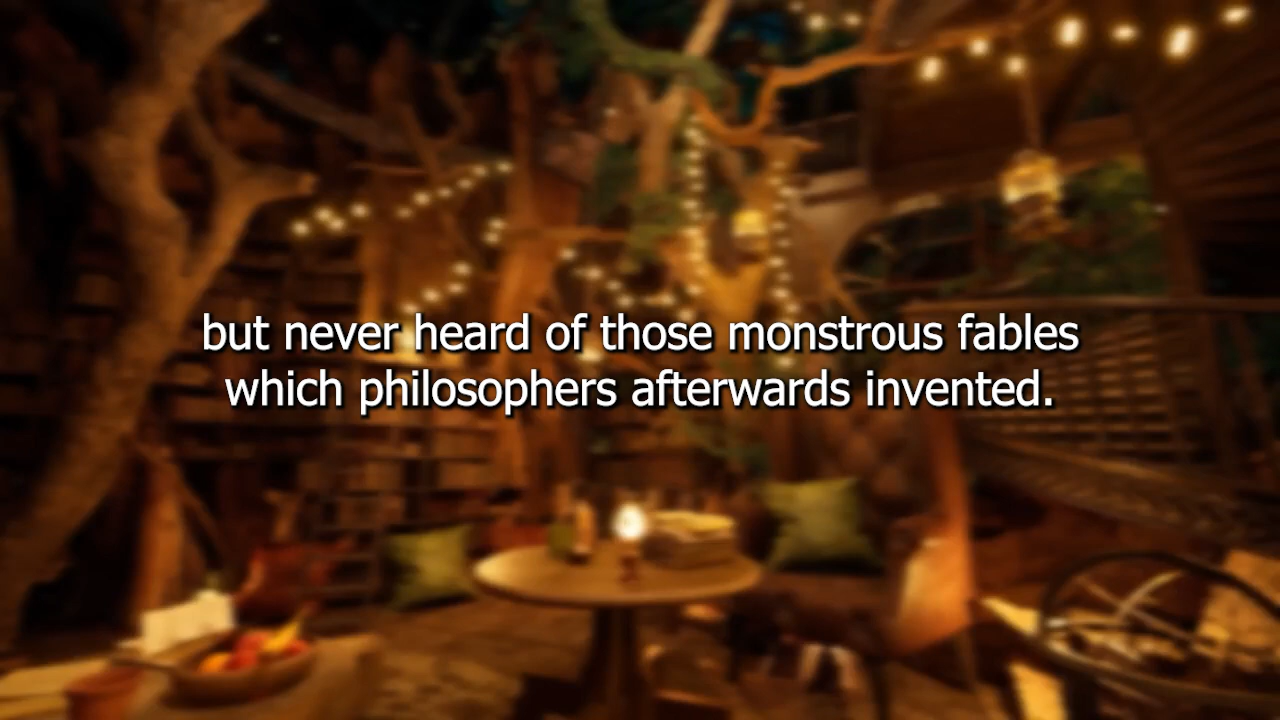 but never heard of those monstrous fables
which philosophers afterwards invented.